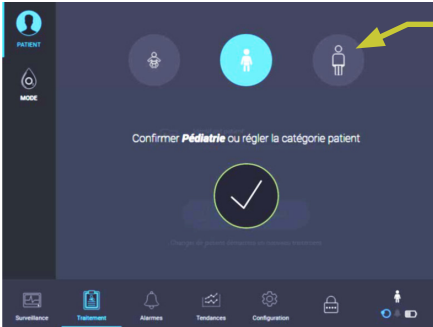 PATIENT
MODE
Confirmer Pédiatrie ou régler la catégorie patient
Surveillance
Traitement
Alarmes
Tendances
Configuration